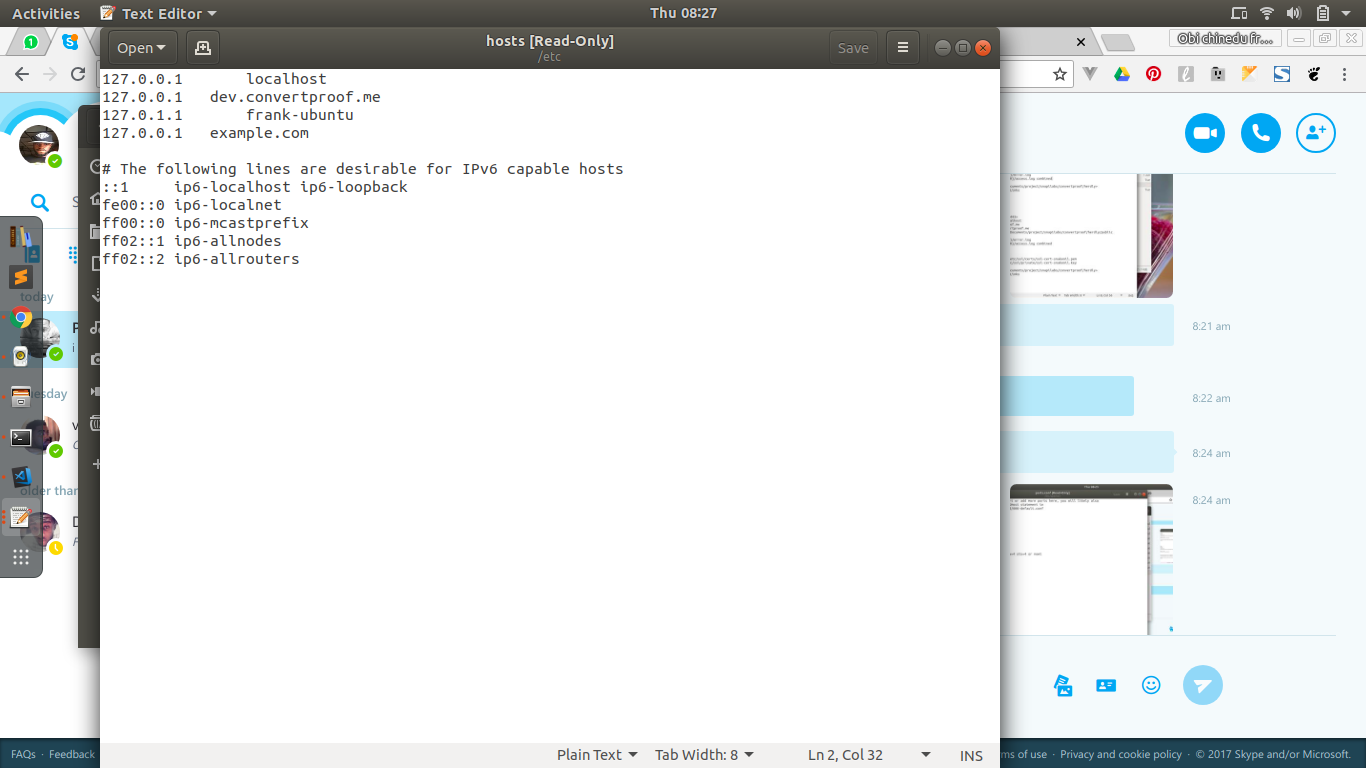 Activities
Text Editor
Thu 08:27
Open
hosts [Read-Only]
/etc
Save
Obi chinedu fr...
127.0.0.1       localhost
127.0.0.1   dev.convertproof.me
127.0.1.1       frank-ubuntu
127.0.0.1   example.com
# The following lines are desirable for IPv6 capable hosts
::1     ip6-localhost ip6-loopback
fe00::0 ip6-localnet
ff00::0 ip6-mcastprefix
ff02::1 ip6-allnodes
ff02::2 ip6-allrouters
today
older than
8:21 am
8:22 am
8:24 am
8:24 am
Plain Text
Tab Width: 8
Ln 2, Col 32
INS
FAQs · Feedback
ms of use · Privacy and cookie policy · © 2017 Skype and/or Microsoft.